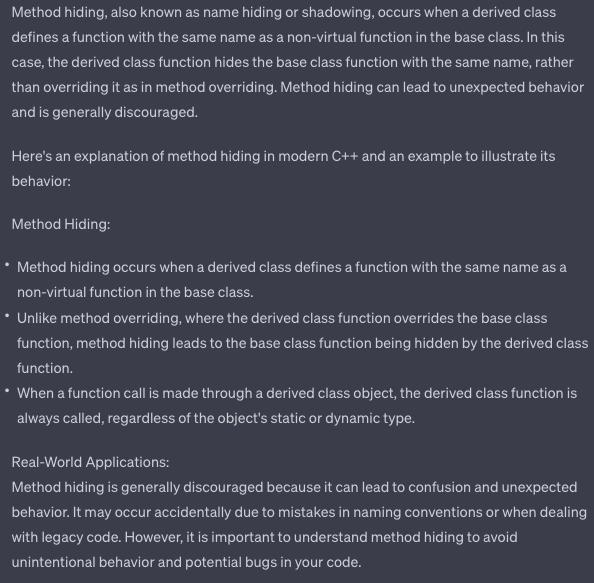 Method hiding, also known as name hiding or shadowing, occurs when a derived class
defines a function with the same name as a non-virtual function in the base class. In this
case, the derived class function hides the base class function with the same name, rather
than overriding it as in method overriding. Method hiding can lead to unexpected behavior
and is generally discouraged.
Here's an explanation of method hiding in modern C++ and an example to illustrate its
behavior:
Method Hiding:
• Method hiding occurs when a derived class defines a function with the same name as a
non-virtual function in the base class.
• Unlike method overriding, where the derived class function overrides the base class
function, method hiding leads to the base class function being hidden by the derived class
function.
• When a function call is made through a derived class object, the derived class function is
always called, regardless of the object's static or dynamic type.
Real-World Applications:
Method hiding is generally discouraged because it can lead to confusion and unexpected
behavior. It may occur accidentally due to mistakes in naming conventions or when dealing
with legacy code. However, it is important to understand method hiding to avoid
unintentional behavior and potential bugs in your code.